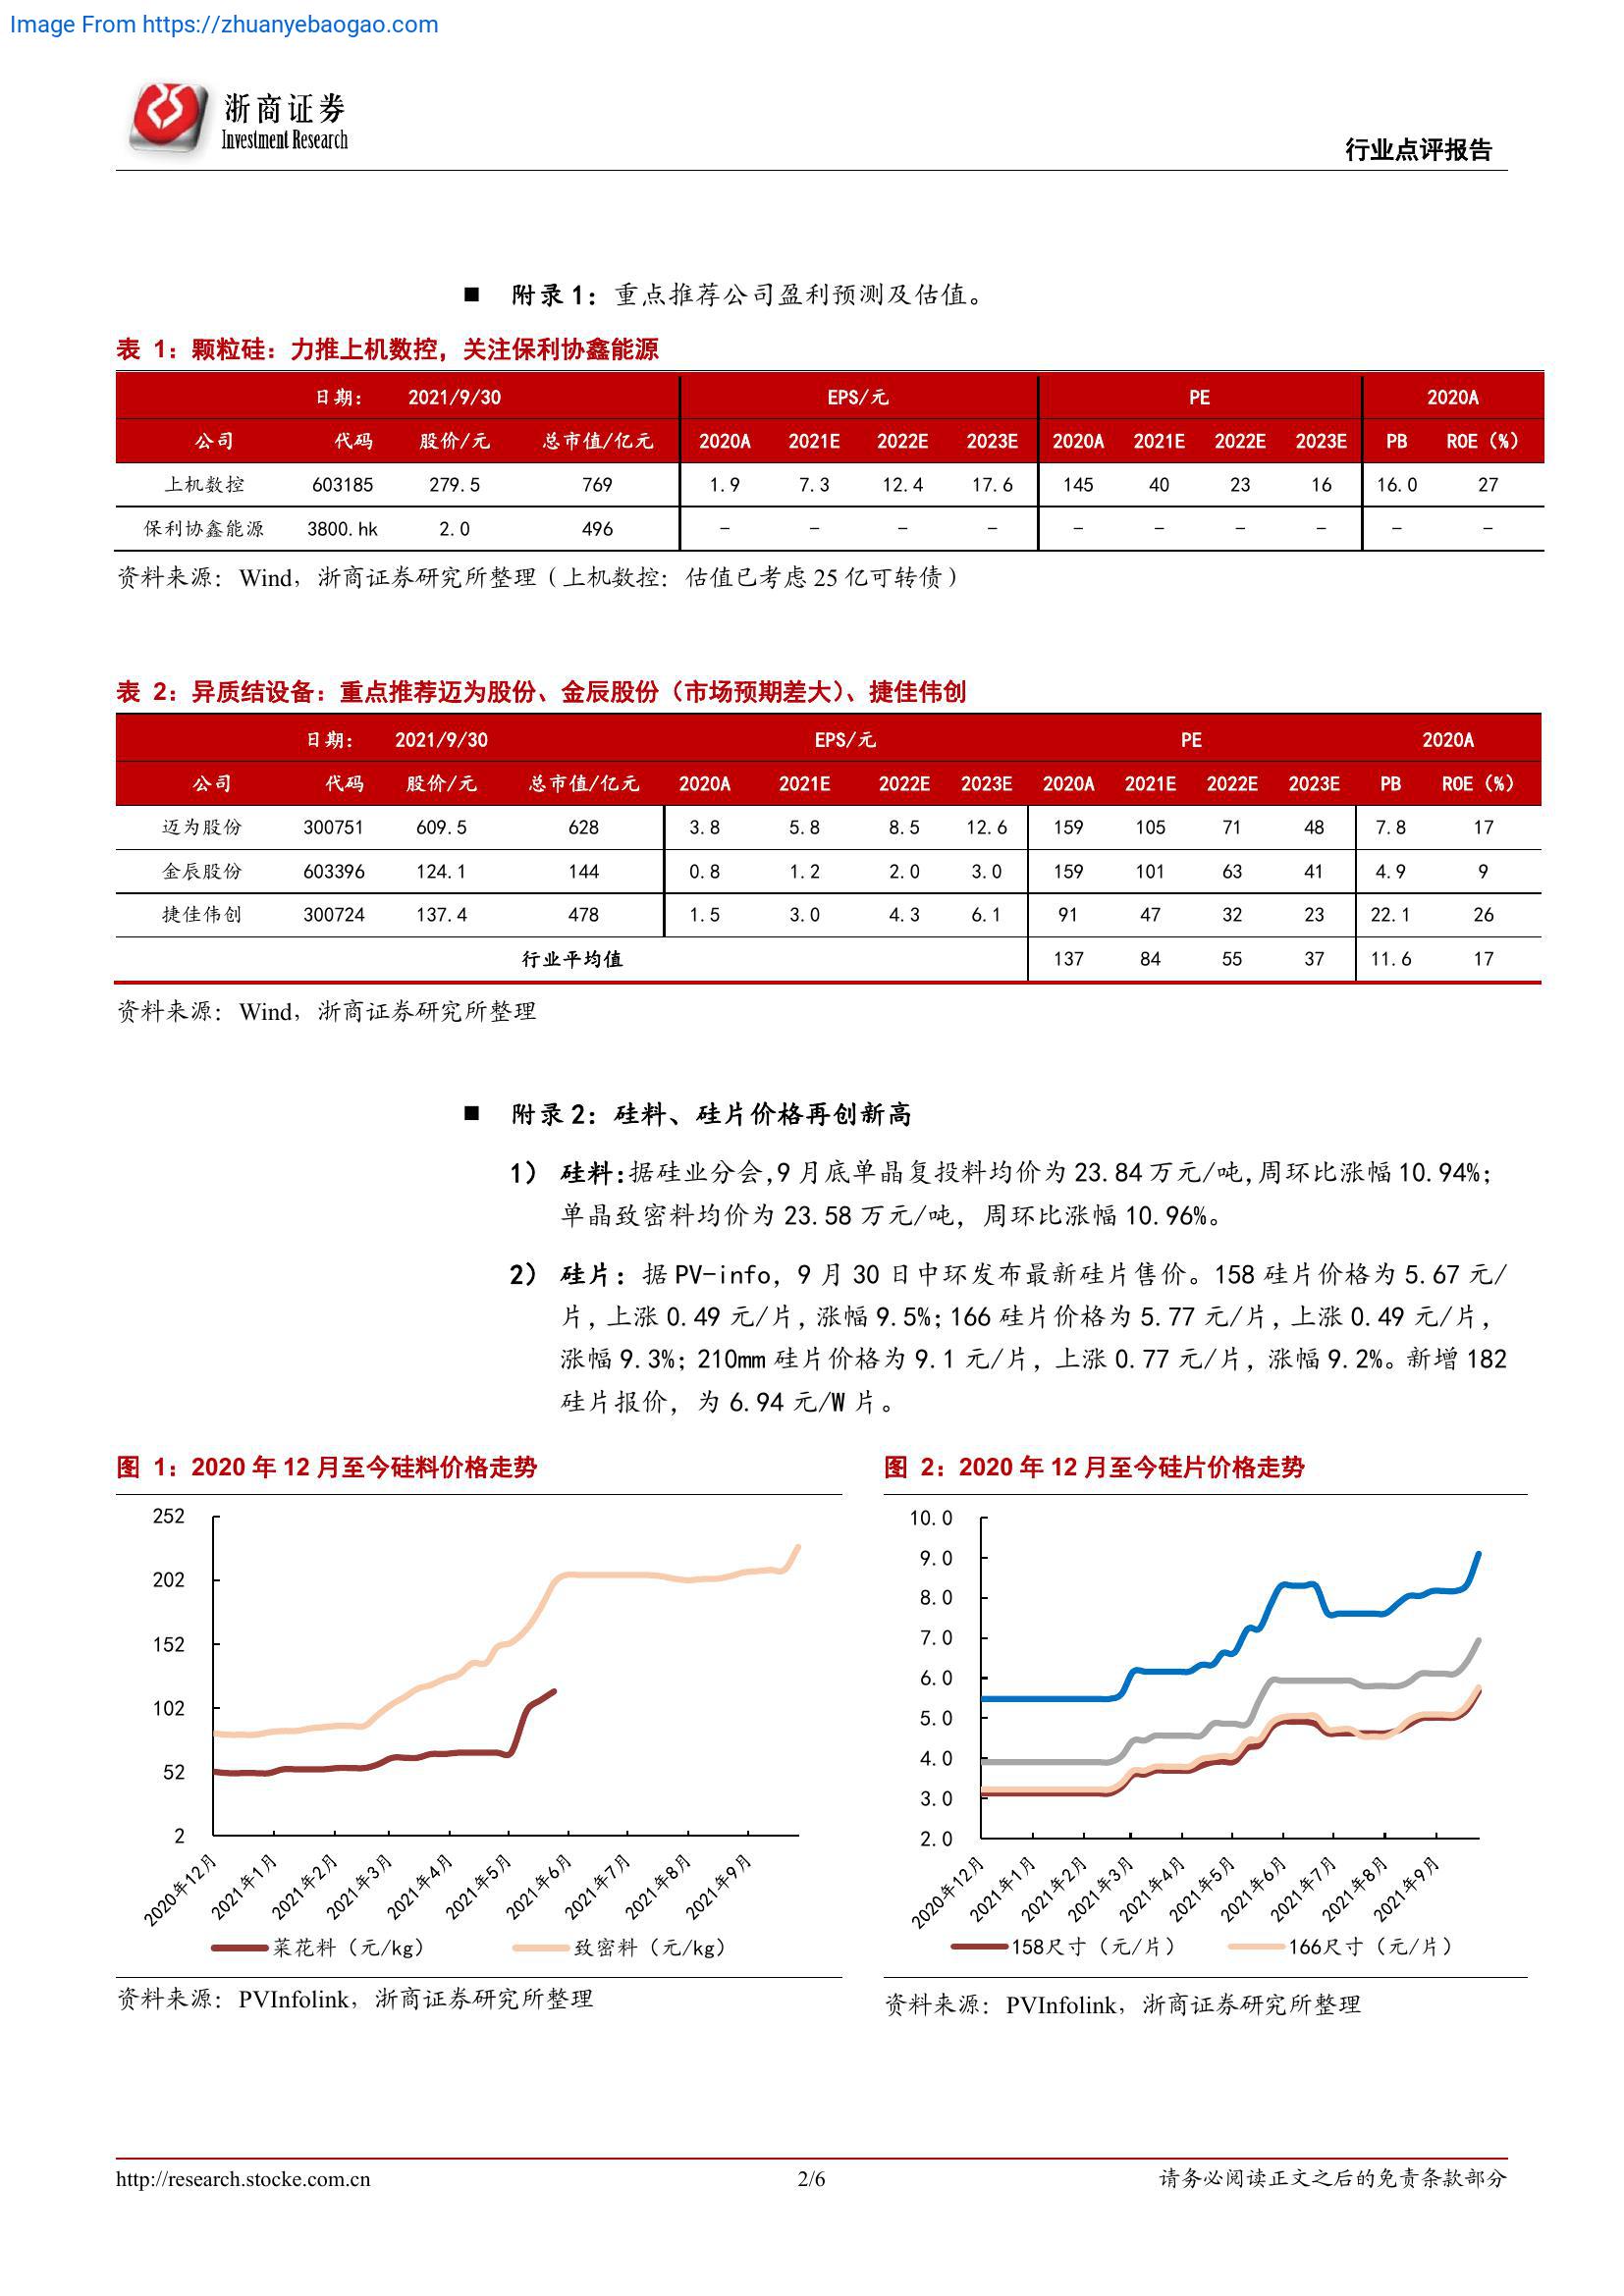 Image From https://zhuanyebaogao.com
浙商证券
Investment Research
行业点评报告
■ 附录 1：重点推荐公司盈利预测及估值。
表 1：颗粒硅：力推上机数控，关注保利协鑫能源
日期： 2021/9/30 EPS/元 PE 2020A
公司 代码 股价/元 总市值/亿元 2020A 2021E 2022E 2023E 2020A 2021E 2022E 2023E PB ROE（%）
上机数控 603185 279.5 769 1.9 7.3 12.4 17.6 145 40 23 16 16.0 27
保利协鑫能源 3800.hk 2.0 496 - - - - - - - - - -
资料来源：Wind，浙商证券研究所整理（上机数控：估值已考虑 25 亿可转债）
表 2：异质结设备：重点推荐迈为股份、金辰股份（市场预期差大）、捷佳伟创
日期： 2021/9/30 EPS/元 PE 2020A
公司 代码 股价/元 总市值/亿元 2020A 2021E 2022E 2023E 2020A 2021E 2022E 2023E PB ROE（%）
迈为股份 300751 609.5 628 3.8 5.8 8.5 12.6 159 105 71 48 7.8 17
金辰股份 603396 124.1 144 0.8 1.2 2.0 3.0 159 101 63 41 4.9 9
捷佳伟创 300724 137.4 478 1.5 3.0 4.3 6.1 91 47 32 23 22.1 26
行业平均值 137 84 55 37 11.6 17
资料来源：Wind，浙商证券研究所整理
■ 附录 2：硅料、硅片价格再创新高
1） 硅料：据硅业分会，9 月底单晶复投料均价为 23.84 万元/吨，周环比涨幅 10.94%；
单晶致密料均价为 23.58 万元/吨，周环比涨幅 10.96%。
2） 硅片：据 PV-info，9 月 30 日中环发布最新硅片售价。158 硅片价格为 5.67 元/
片，上涨 0.49 元/片，涨幅 9.5%；166 硅片价格为 5.77 元/片，上涨 0.49 元/片，
涨幅 9.3%；210mm 硅片价格为 9.1 元/片，上涨 0.77 元/片，涨幅 9.2%。新增 182
硅片报价，为 6.94 元/W 片。
图 1：2020 年 12 月至今硅料价格走势
252
202
152
102
52
2
2020年12月 2021年1月 2021年2月 2021年3月 2021年4月 2021年5月 2021年6月 2021年7月 2021年8月 2021年9月
菜花料（元/kg） 致密料（元/kg）
资料来源：PVInfolink，浙商证券研究所整理
图 2：2020 年 12 月至今硅片价格走势
10.0
9.0
8.0
7.0
6.0
5.0
4.0
3.0
2.0
2020年12月 2021年1月 2021年2月 2021年3月 2021年4月 2021年5月 2021年6月 2021年7月 2021年8月 2021年9月
158尺寸（元/片） 166尺寸（元/片）
资料来源：PVInfolink，浙商证券研究所整理
http://research.stocke.com.cn 2/6 请务必阅读正文之后的免责条款部分